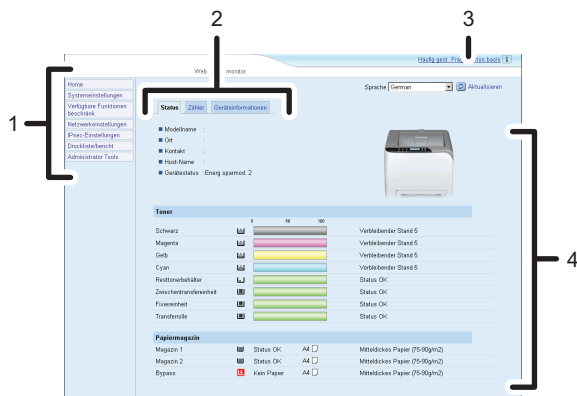 2
3
Häufig gest. Fra
iss.basis
Web monitor
1
Home
Systemeinstellungen
Verfügbare Funktionen
beschränk.
Netzwerkeinstellungen
IPsec-Einstellungen
Druckliste/bericht
Administrator Tools
Sprache German Aktualisieren
Status Zähler Geräteinformationen
Modellname :
Ort :
Kontakt :
Host-Name :
Gerätestatus :Energ.sparmod. 2
4
Toner
0 50 100
Schwarz Verbleibender Stand 5
Magenta Verbleibender Stand 5
Gelb Verbleibender Stand 5
Cyan Verbleibender Stand 5
Resttonerbehälter Status OK
Zwischentransfereinheit Status OK
Fixiereinheit Status OK
Transferrolle Status OK
Papiermagazin
Magazin 1 Status OK A4 Mitteldickes Papier (75-90g/m2)
Magazin 2 Status OK A4 Mitteldickes Papier (75-90g/m2)
Bypass Kein Papier A4 Mitteldickes Papier (75-90g/m2)